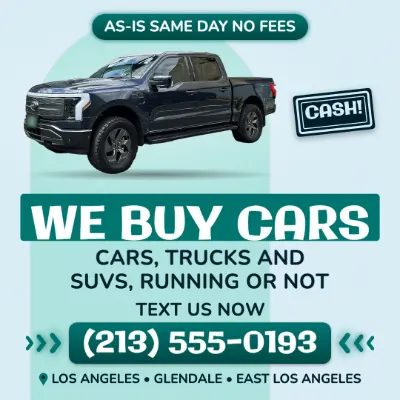 AS-IS SAME DAY NO FEES
CASH!
WE BUY CARS
CARS, TRUCKS AND
SUVS, RUNNING OR NOT
TEXT US NOW
(213) 555-0193
LOS ANGELES • GLENDALE • EAST LOS ANGELES